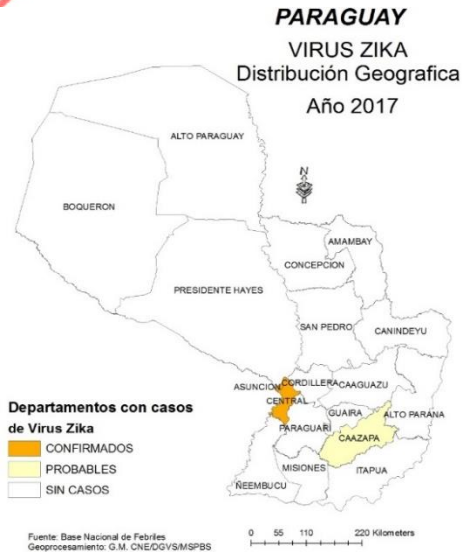 PARAGUAY
VIRUS ZIKA
Distribución Geografica
Año 2017
ALTO PARAGUAY
N
BOQUERON
AMAMBAY
CONCEPCION
PRESIDENTE HAYES
SAN PEDRO
CANINDEYU
ASUNCION
CORDILLERA
CAAGUAZU
CENTRAL
GUAIRA
ALTO PARANA
PARAGUARI
CAAZAPA
MISIONES
ITAPUA
ÑEEMBUCU
Departamentos con casos
de Virus Zika
CONFIRMADOS
PROBABLES
SIN CASOS
Fuente: Base Nacional de Febriles
Geoprocesamiento: G.M. CNE/DGVS/MSPBS
0 55 110 220 Kilometers